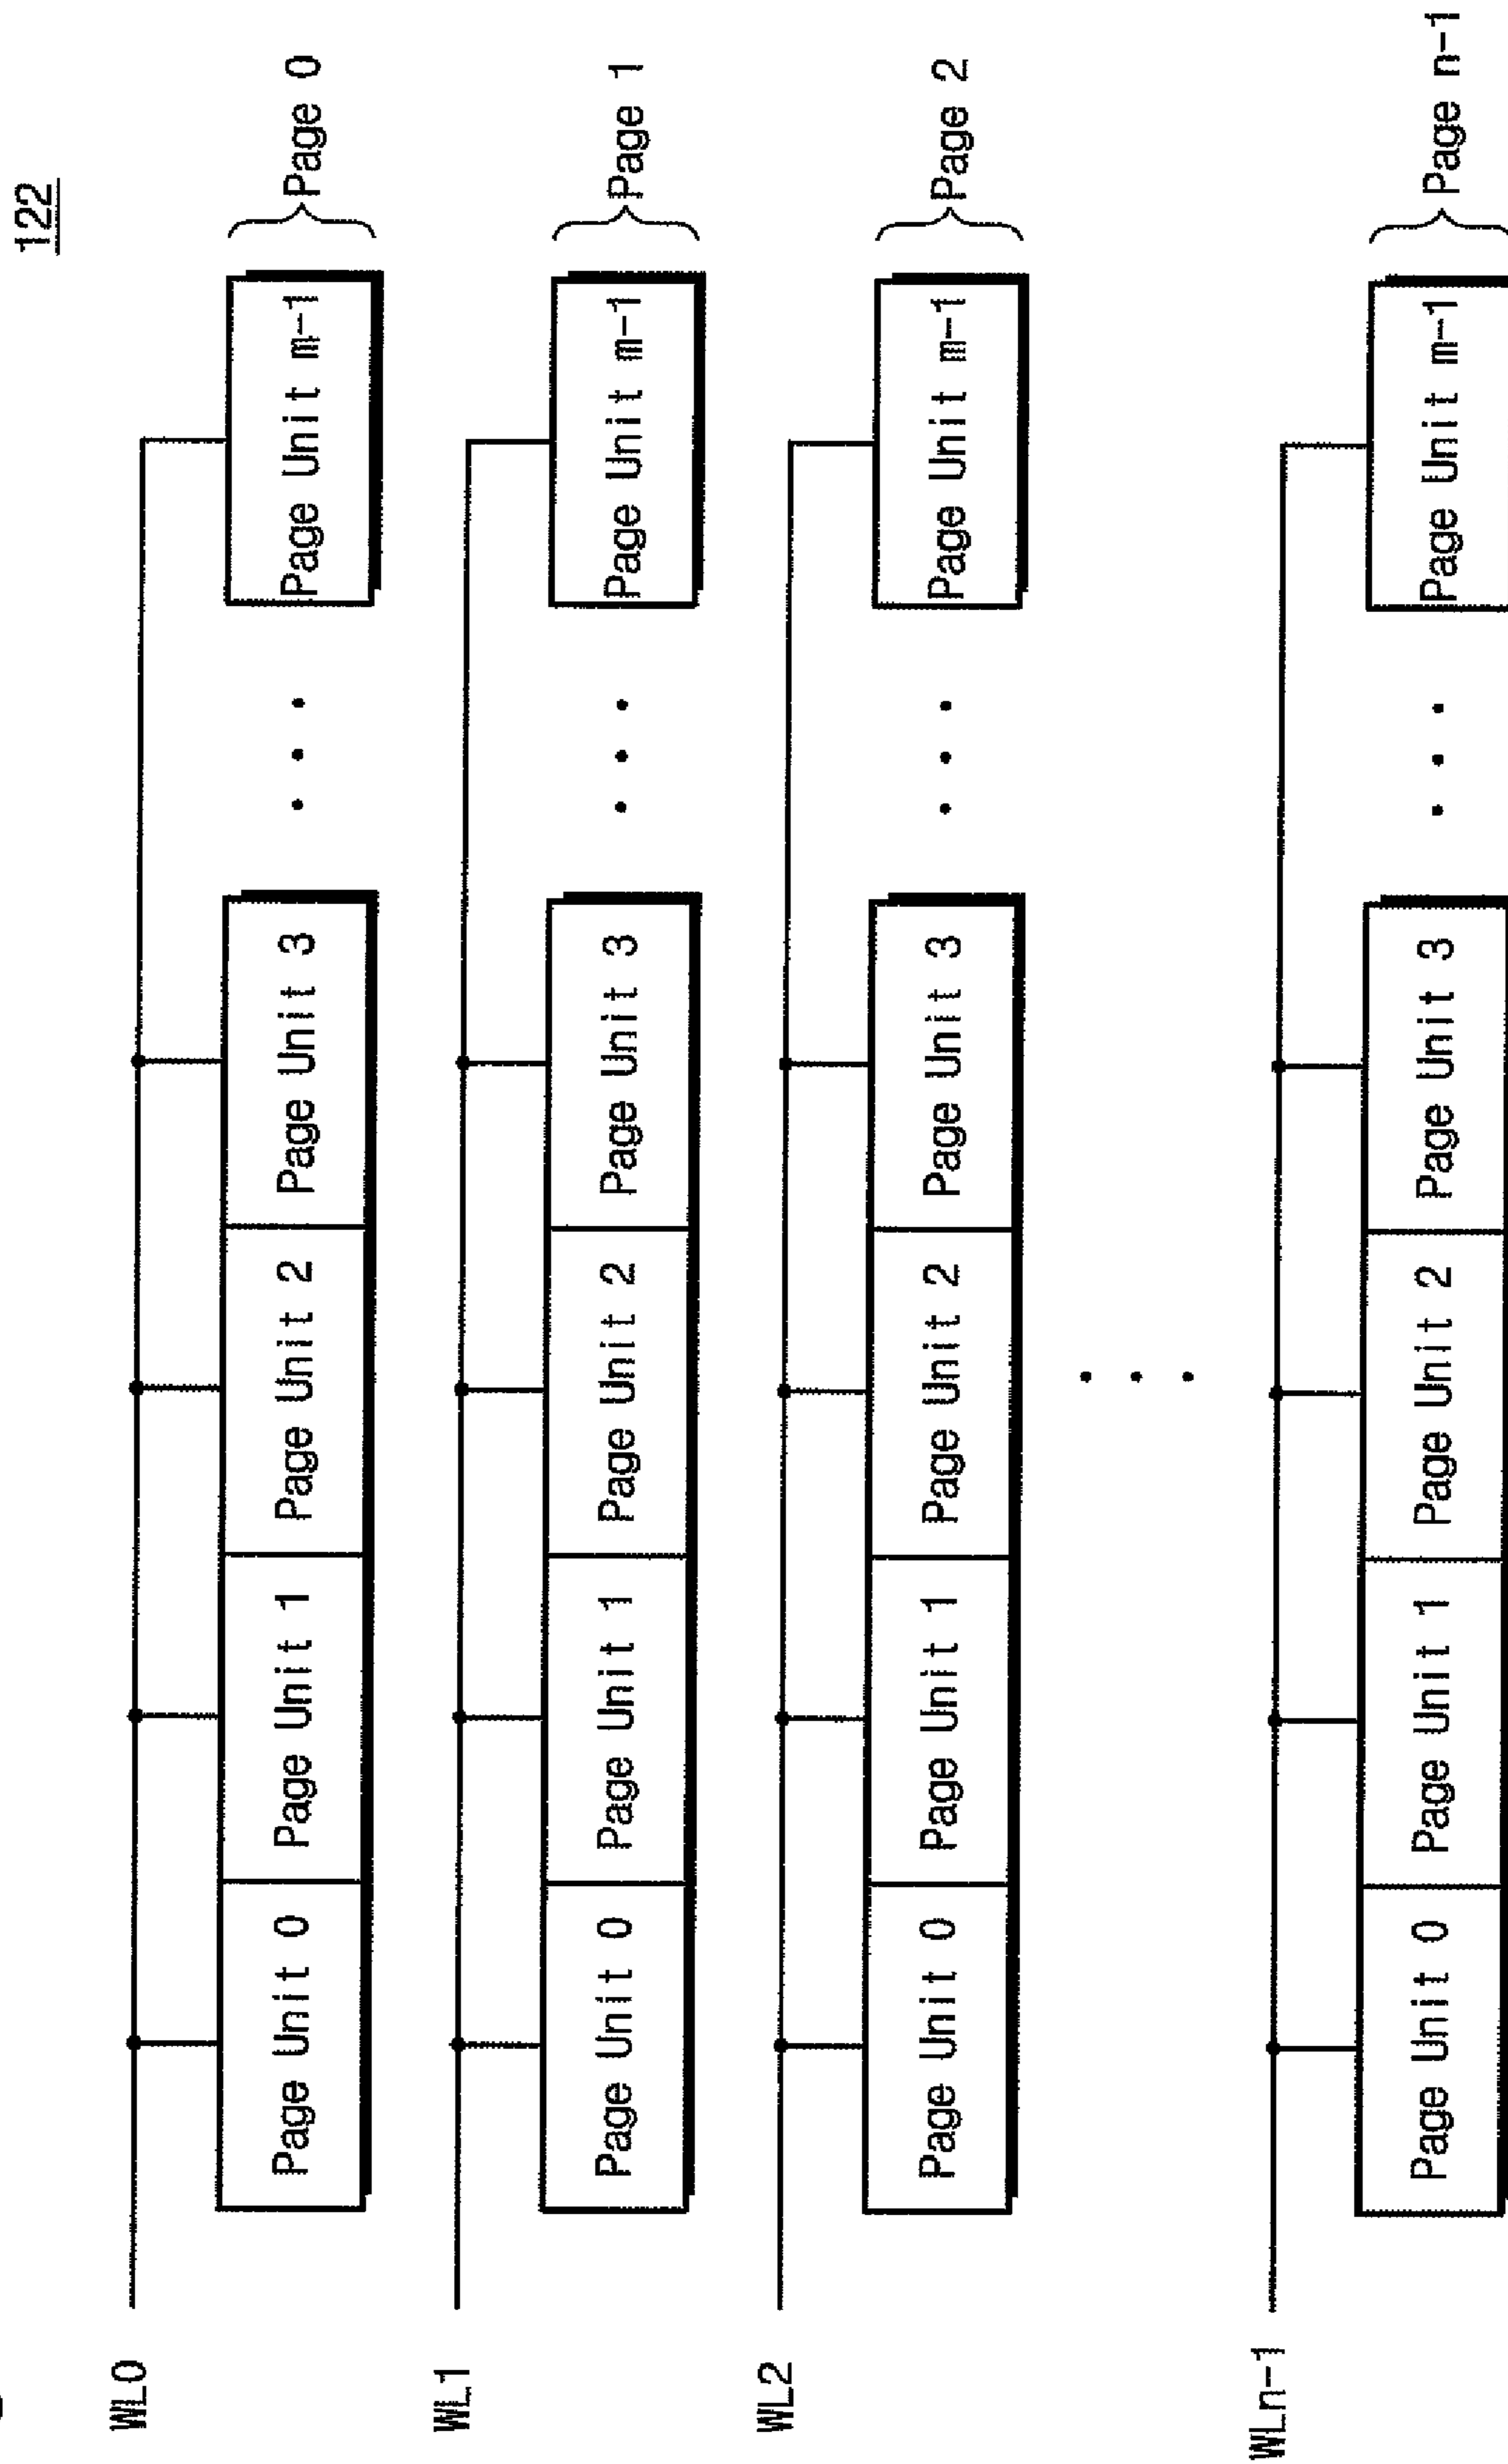 122
WL0
Page Unit 0 Page Unit 1 Page Unit 2 Page Unit 3 • • • Page Unit m-1 Page 0
WL1
Page Unit 0 Page Unit 1 Page Unit 2 Page Unit 3 • • • Page Unit m-1 Page 1
WL2
Page Unit 0 Page Unit 1 Page Unit 2 Page Unit 3 • • • Page Unit m-1 Page 2
WLn-1
Page Unit 0 Page Unit 1 Page Unit 2 Page Unit 3 • • • Page Unit m-1 Page n-1